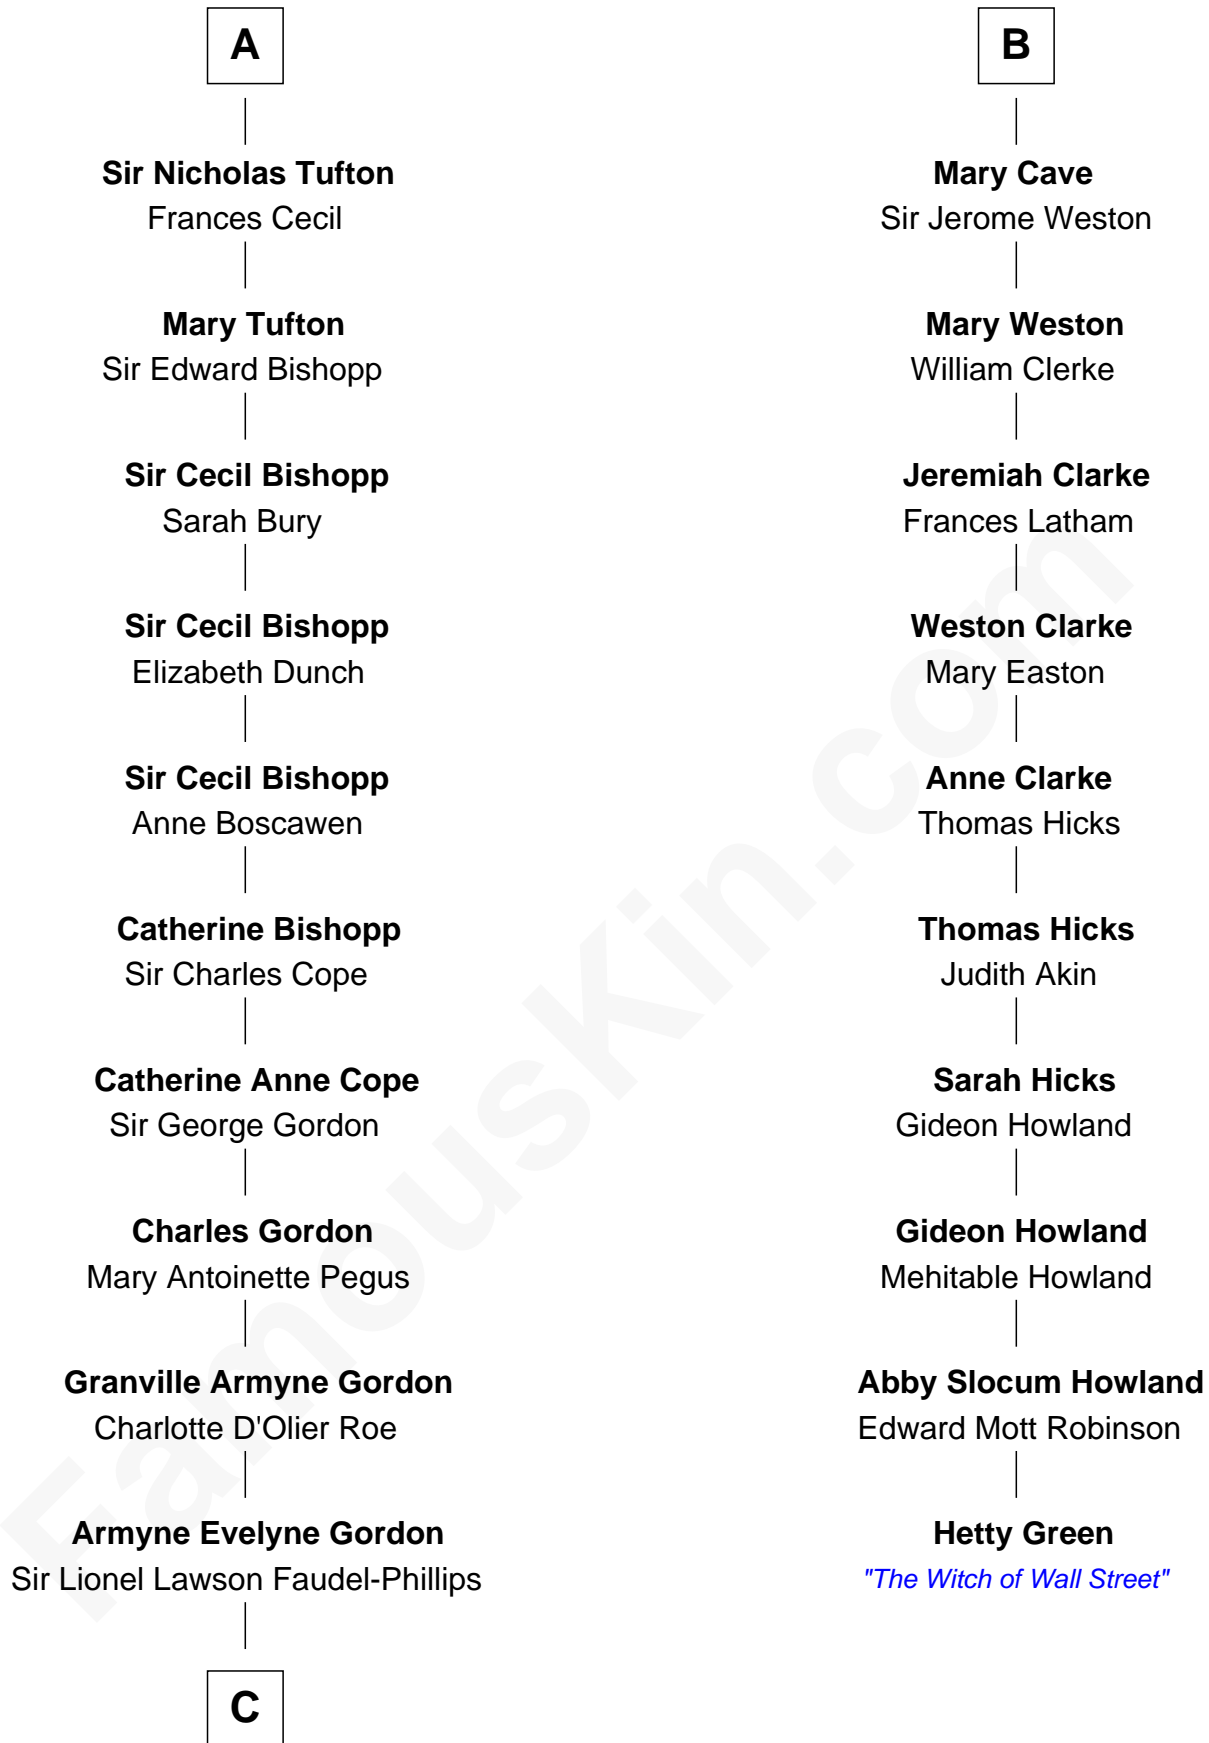 A
Sir Nicholas Tufton
Frances Cecil
Mary Tufton
Sir Edward Bishopp
Sir Cecil Bishopp
Sarah Bury
Sir Cecil Bishopp
Elizabeth Dunch
Sir Cecil Bishopp
Anne Boscawen
Catherine Bishopp
Sir Charles Cope
Catherine Anne Cope
Sir George Gordon
Charles Gordon
Mary Antoinette Pegus
Granville Armyne Gordon
Charlotte D'Olier Roe
Armyne Evelyne Gordon
Sir Lionel Lawson Faudel-Phillips
C
B
Mary Cave
Sir Jerome Weston
Mary Weston
William Clerke
Jeremiah Clarke
Frances Latham
Weston Clarke
Mary Easton
Anne Clarke
Thomas Hicks
Thomas Hicks
Judith Akin
Sarah Hicks
Gideon Howland
Gideon Howland
Mehitable Howland
Abby Slocum Howland
Edward Mott Robinson
Hetty Green
"The Witch of Wall Street"
FamousKin.com